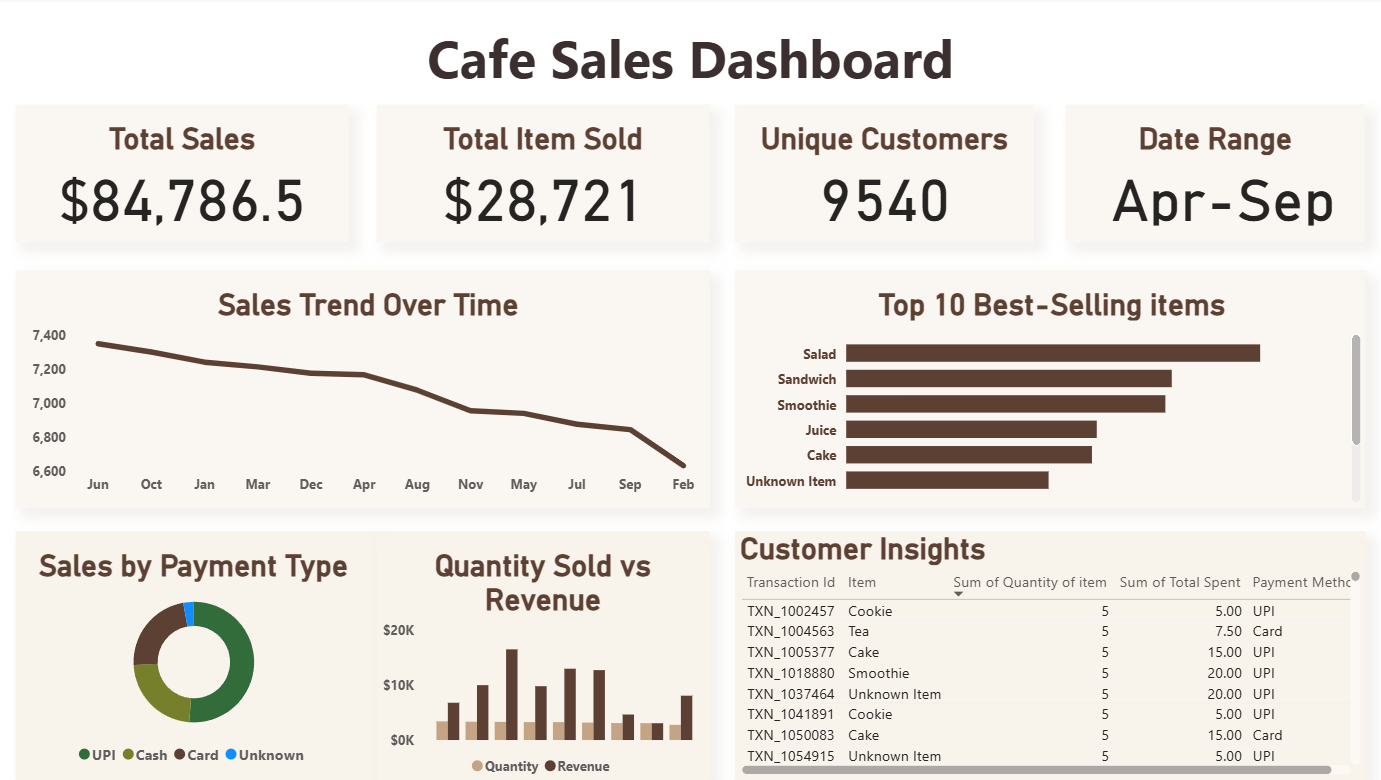 Cafe Sales Dashboard
Total Sales
$84,786.5
Total Item Sold
$28,721
Unique Customers
9540
Date Range
Apr-Sep
Sales Trend Over Time
7,400
7,200
7,000
6,800
6,600
Jun Oct Jan Mar Dec Apr Aug Nov May Jul Sep Feb
Top 10 Best-Selling items
Salad
Sandwich
Smoothie
Juice
Cake
Unknown Item
Sales by Payment Type
UPI Cash Card Unknown
Quantity Sold vs
Revenue
$20K
$10K
$0K
Quantity Revenue
Customer Insights
Transaction Id Item Sum of Quantity of item Sum of Total Spent Payment Metho
TXN_1002457 Cookie 5 5.00 UPI
TXN_1004563 Tea 5 7.50 Card
TXN_1005377 Cake 5 15.00 UPI
TXN_1018880 Smoothie 5 20.00 UPI
TXN_1037464 Unknown Item 5 20.00 UPI
TXN_1041891 Cookie 5 5.00 UPI
TXN_1050083 Cake 5 15.00 Card
TXN_1054915 Unknown Item 5 5.00 UPI